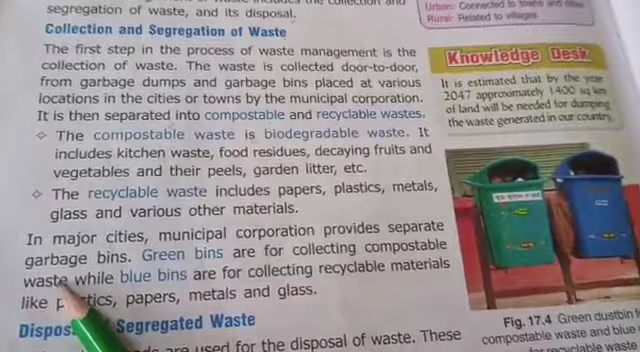 segregation of waste, and its disposal.
Collection and Segregation of Waste
The first step in the process of waste management is the
collection of waste. The waste is collected door-to-door,
from garbage dumps and garbage bins placed at various
locations in the cities or towns by the municipal corporation.
It is then separated into compostable and recyclable wastes.
The compostable waste is biodegradable waste. It
includes kitchen waste, food residues, decaying fruits and
vegetables and their peels, garden litter, etc.
The recyclable waste includes papers, plastics, metals,
glass and various other materials.
In major cities, municipal corporation provides separate
garbage bins. Green bins are for collecting compostable
waste while blue bins are for collecting recyclable materials
like papers, metals and glass.
Segregated Waste
are used for the disposal of waste. These
Urban: Connected to towns and cities
Rural: Related to villages
Knowledge Desk
It is estimated that by the year
2047 approximately 1400 sq km
of land will be needed for dumping
the waste generated in our country.
Fig. 17.4 Green dustbin
compostable waste and blue
recyclable waste